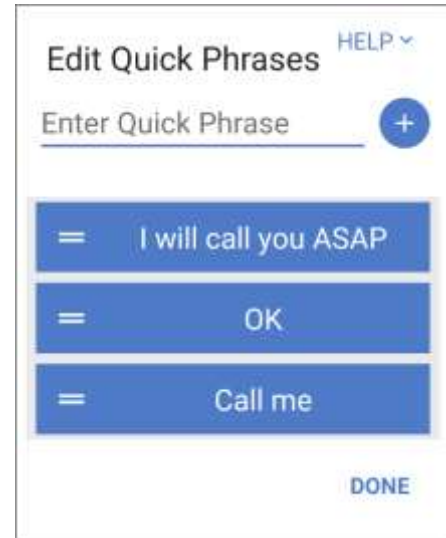 HELP
Edit Quick Phrases
Enter Quick Phrase
+
I will call you ASAP
OK
Call me
DONE